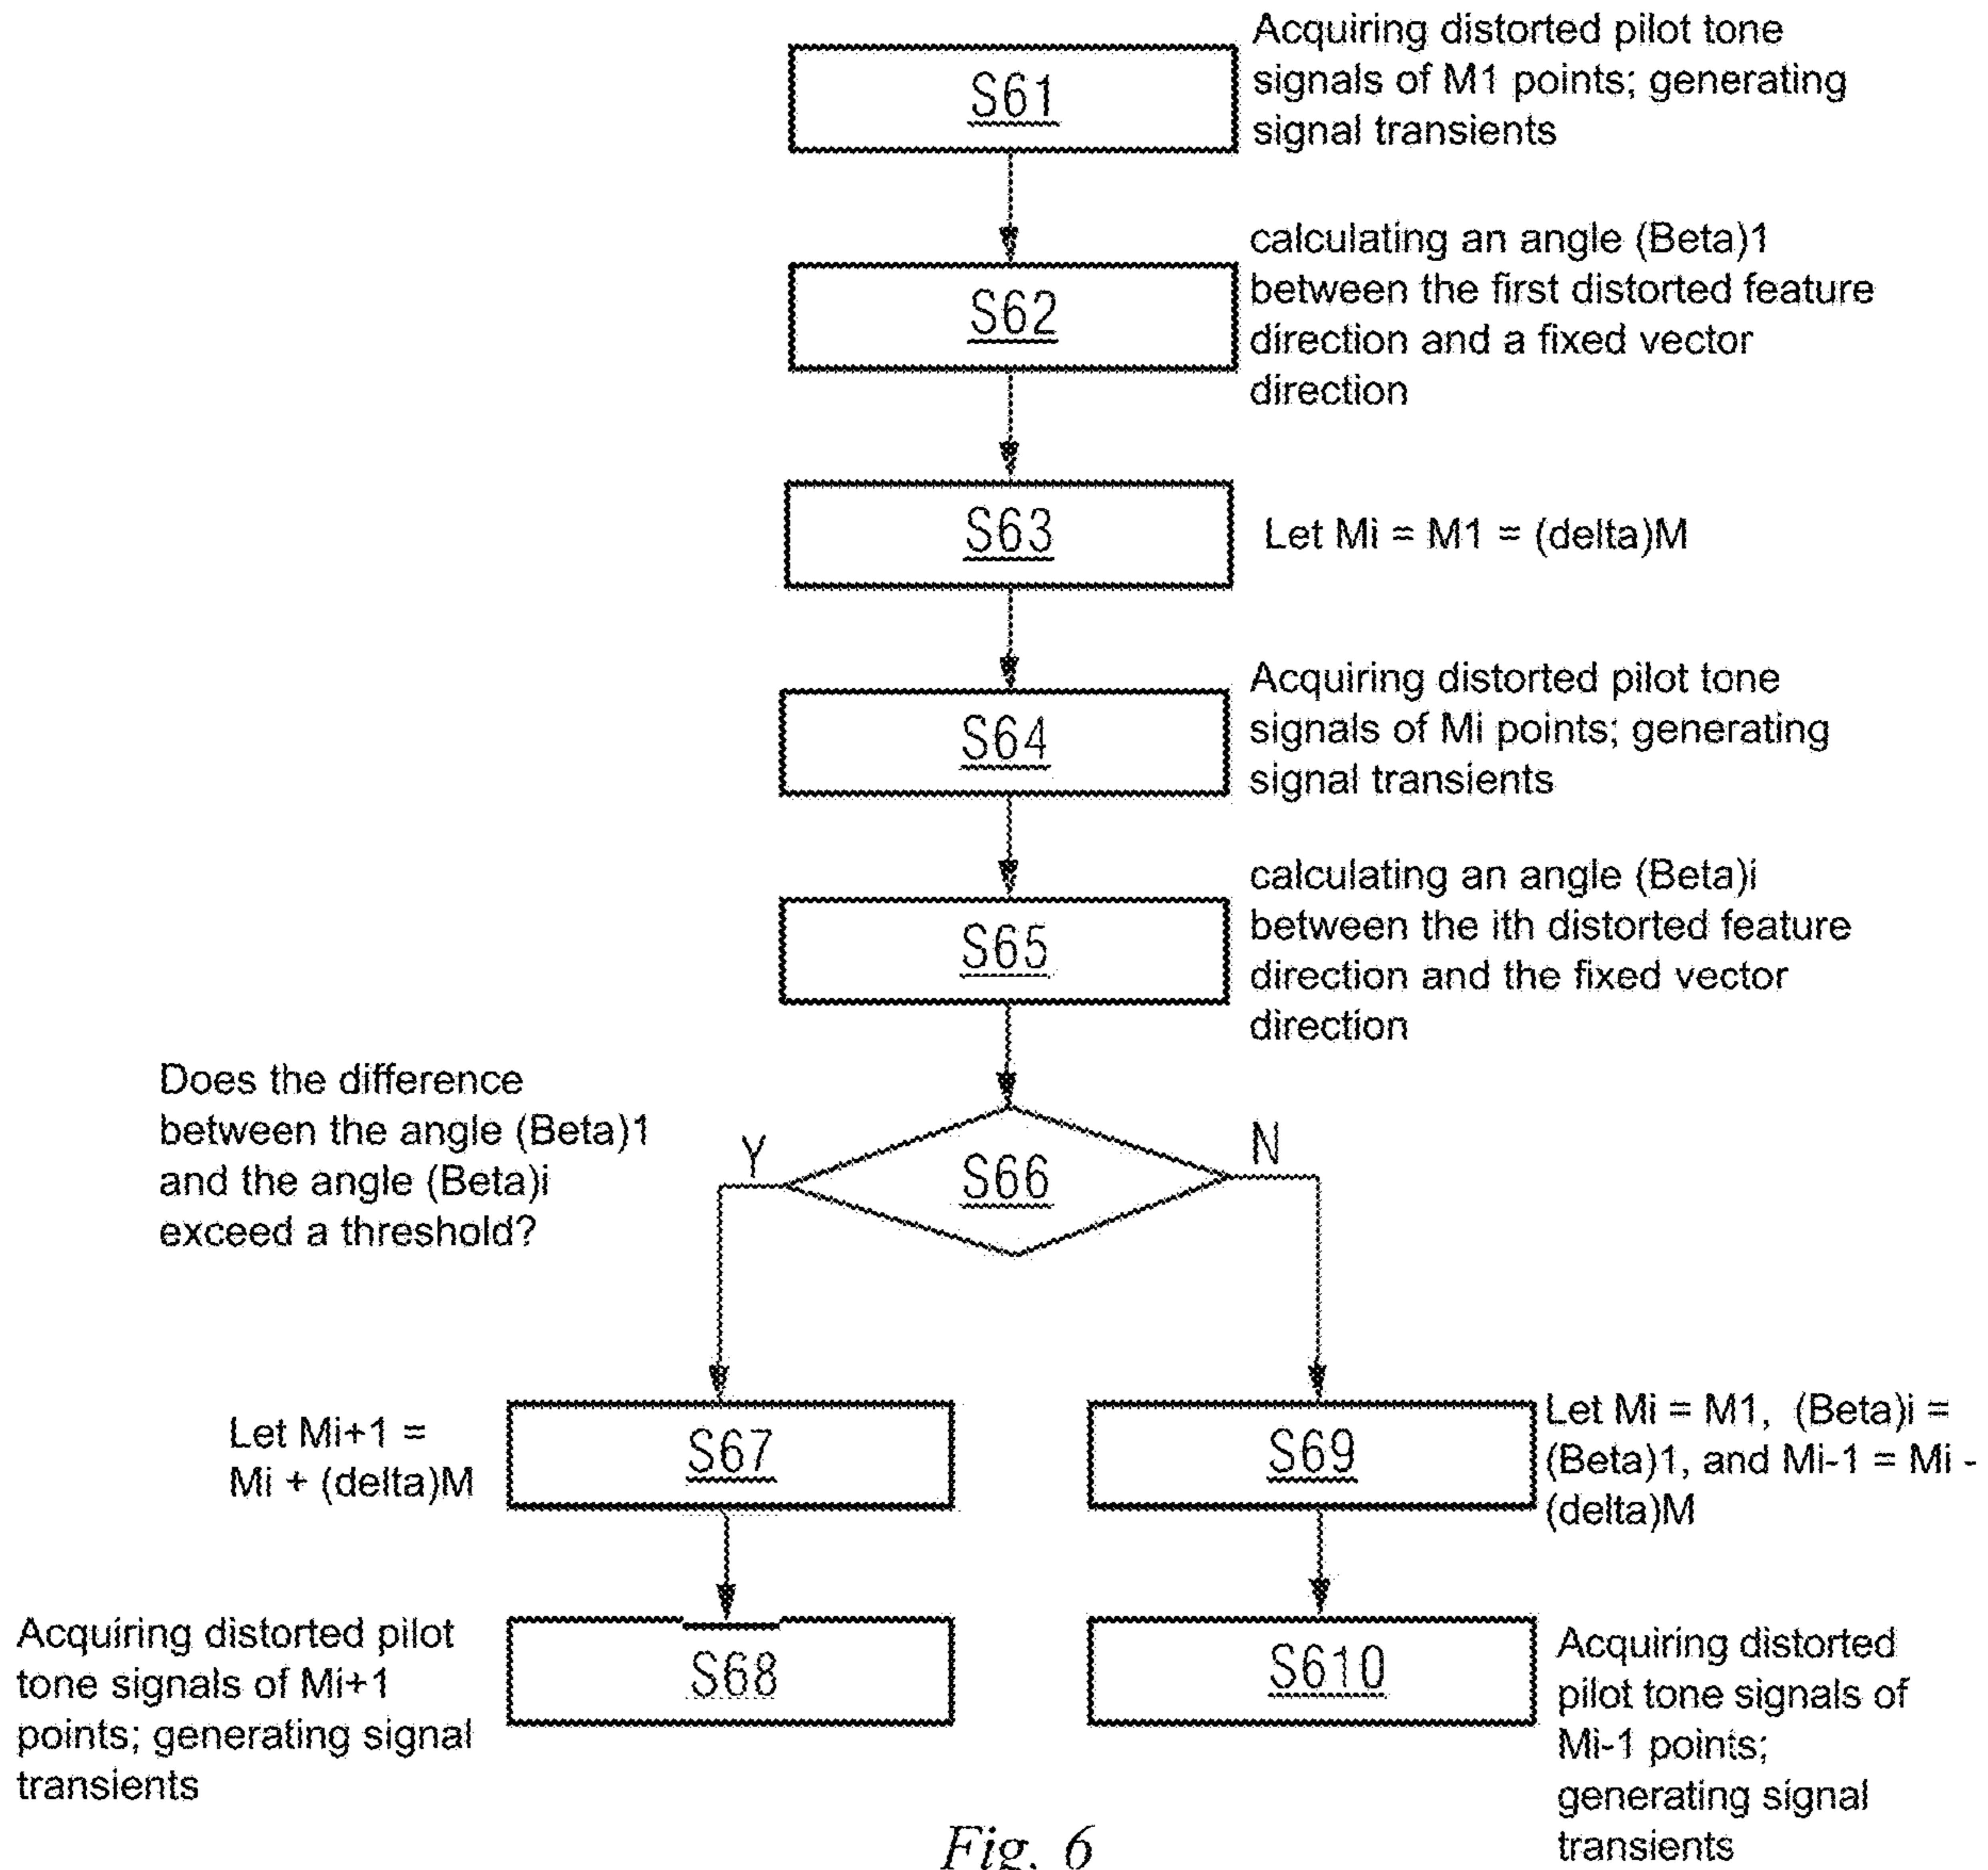 Acquiring distorted pilot tone
signals of M1 points; generating
signal transients
S61
calculating an angle (Beta)1
between the first distorted feature
direction and a fixed vector
direction
S62
S63
Let Mi = M1 = (delta)M
Acquiring distorted pilot tone
signals of Mi points; generating
signal transients
S64
calculating an angle (Beta)i
between the ith distorted feature
direction and the fixed vector
direction
S65
Does the difference
between the angle (Beta)1
and the angle (Beta)i
exceed a threshold?
Y
S66
N
Let Mi+1 =
Mi + (delta)M
S67
S69
Let Mi = M1, (Beta)i =
(Beta)1, and Mi-1 = Mi -
(delta)M
Acquiring distorted pilot
tone signals of Mi+1
points; generating signal
transients
S68
S610
Acquiring distorted
pilot tone signals of
Mi-1 points;
generating signal
transients
Fig. 6